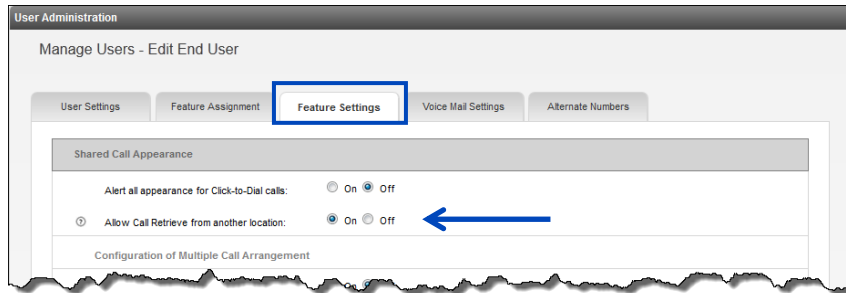 User Administration
Manage Users - Edit End User
User Settings Feature Assignment Feature Settings Voice Mail Settings Alternate Numbers
Shared Call Appearance
Alert all appearance for Click-to-Dial calls: On Off
? Allow Call Retrieve from another location: On Off
Configuration of Multiple Call Arrangement
On